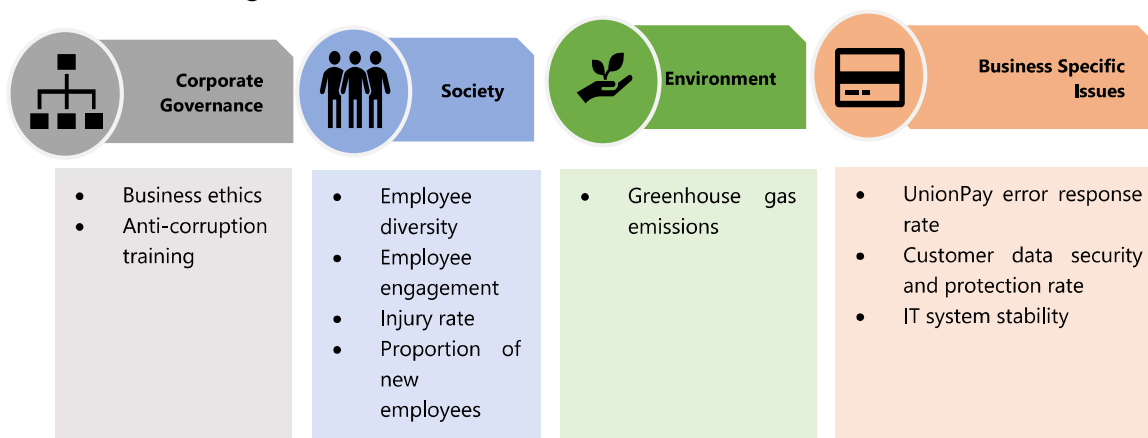 Corporate
Governance
Business ethics
Anti-corruption
training
Society
Employee
diversity
Employee
engagement
Injury rate
Proportion of
new
employees
Environment
Greenhouse gas
emissions
Business Specific
Issues
UnionPay error response
rate
Customer data security
and protection rate
IT system stability